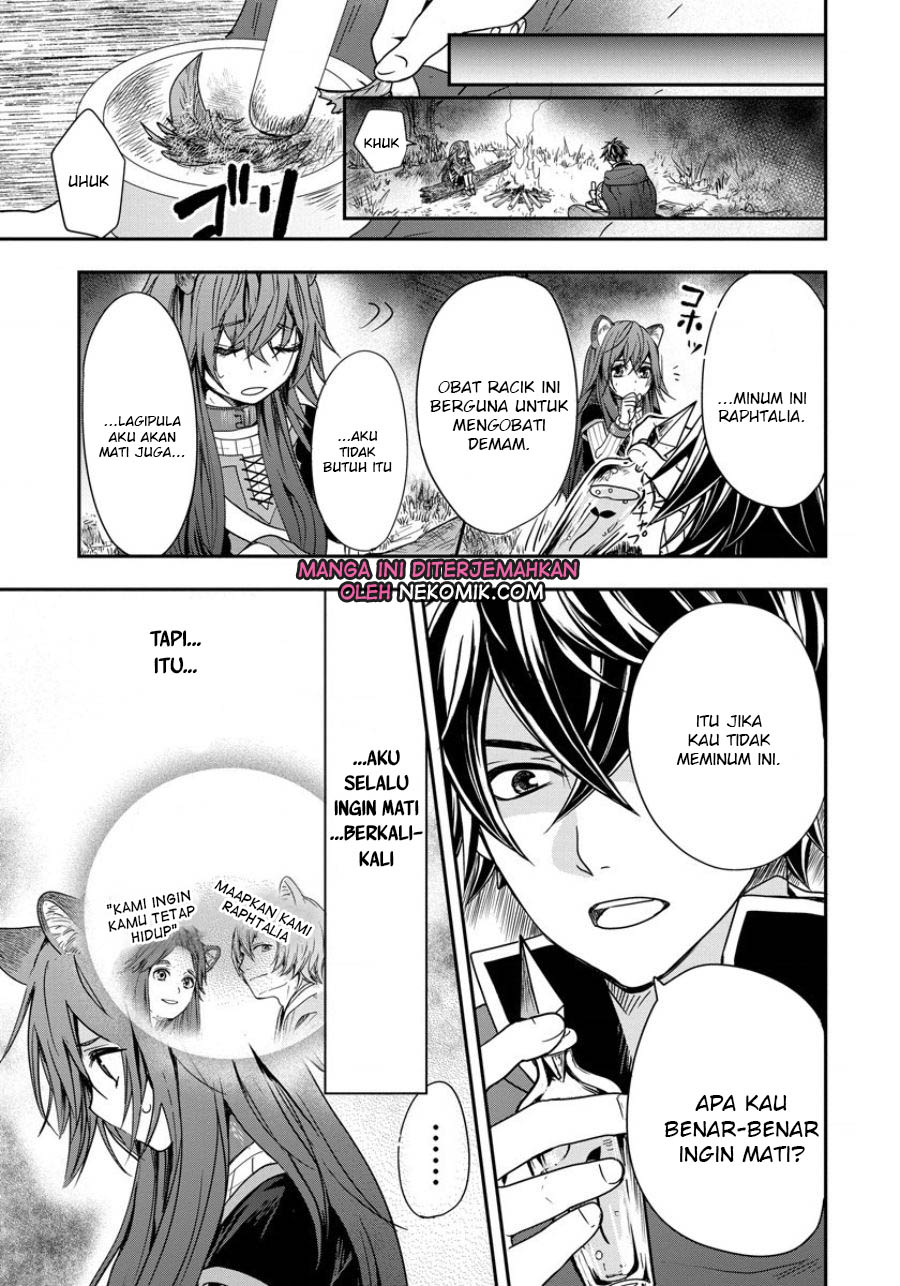 KHUK
UHUK
ゴリ
コホッ
...MINUM INI
RAPHTALIA.
OBAT RACIK INI
BERGUNA UNTUK
MENGOBATI
DEMAM.
...AKU
TIDAK
BUTUH ITU
...LAGIPULA
AKU AKAN
MATI JUGA...
MANGA INI DITERJEMAHKAN
OLEH NEKOMIK.COM
ITU JIKA
KAU TIDAK
MEMINUM INI.
APA KAU
BENAR-BENAR
INGIN MATI?
......
...AKU
SELALU
INGIN MATI
...BERKALI-
KALI
TAPI...
ITU...
MAAPKAN KAMI
RAPHTALIA
"KAMI INGIN
KAMU TETAP
HIDUP"